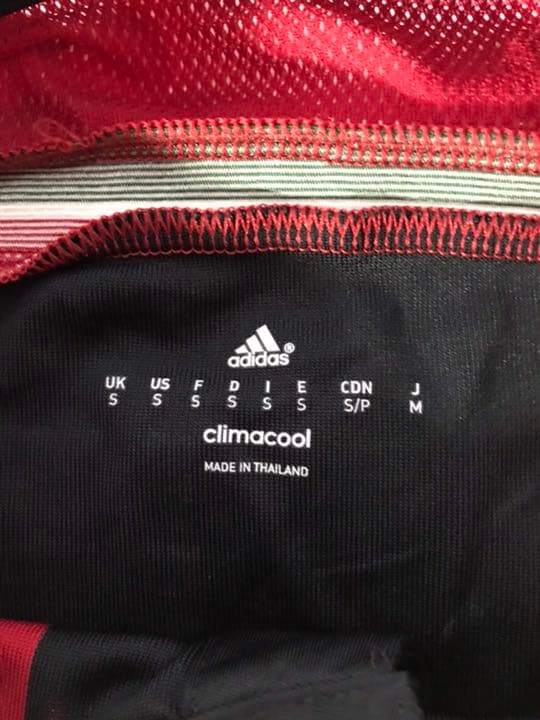 adidas®
UK US F D I E CDN J
S S S S S S S/P M
climacool
MADE IN THAILAND